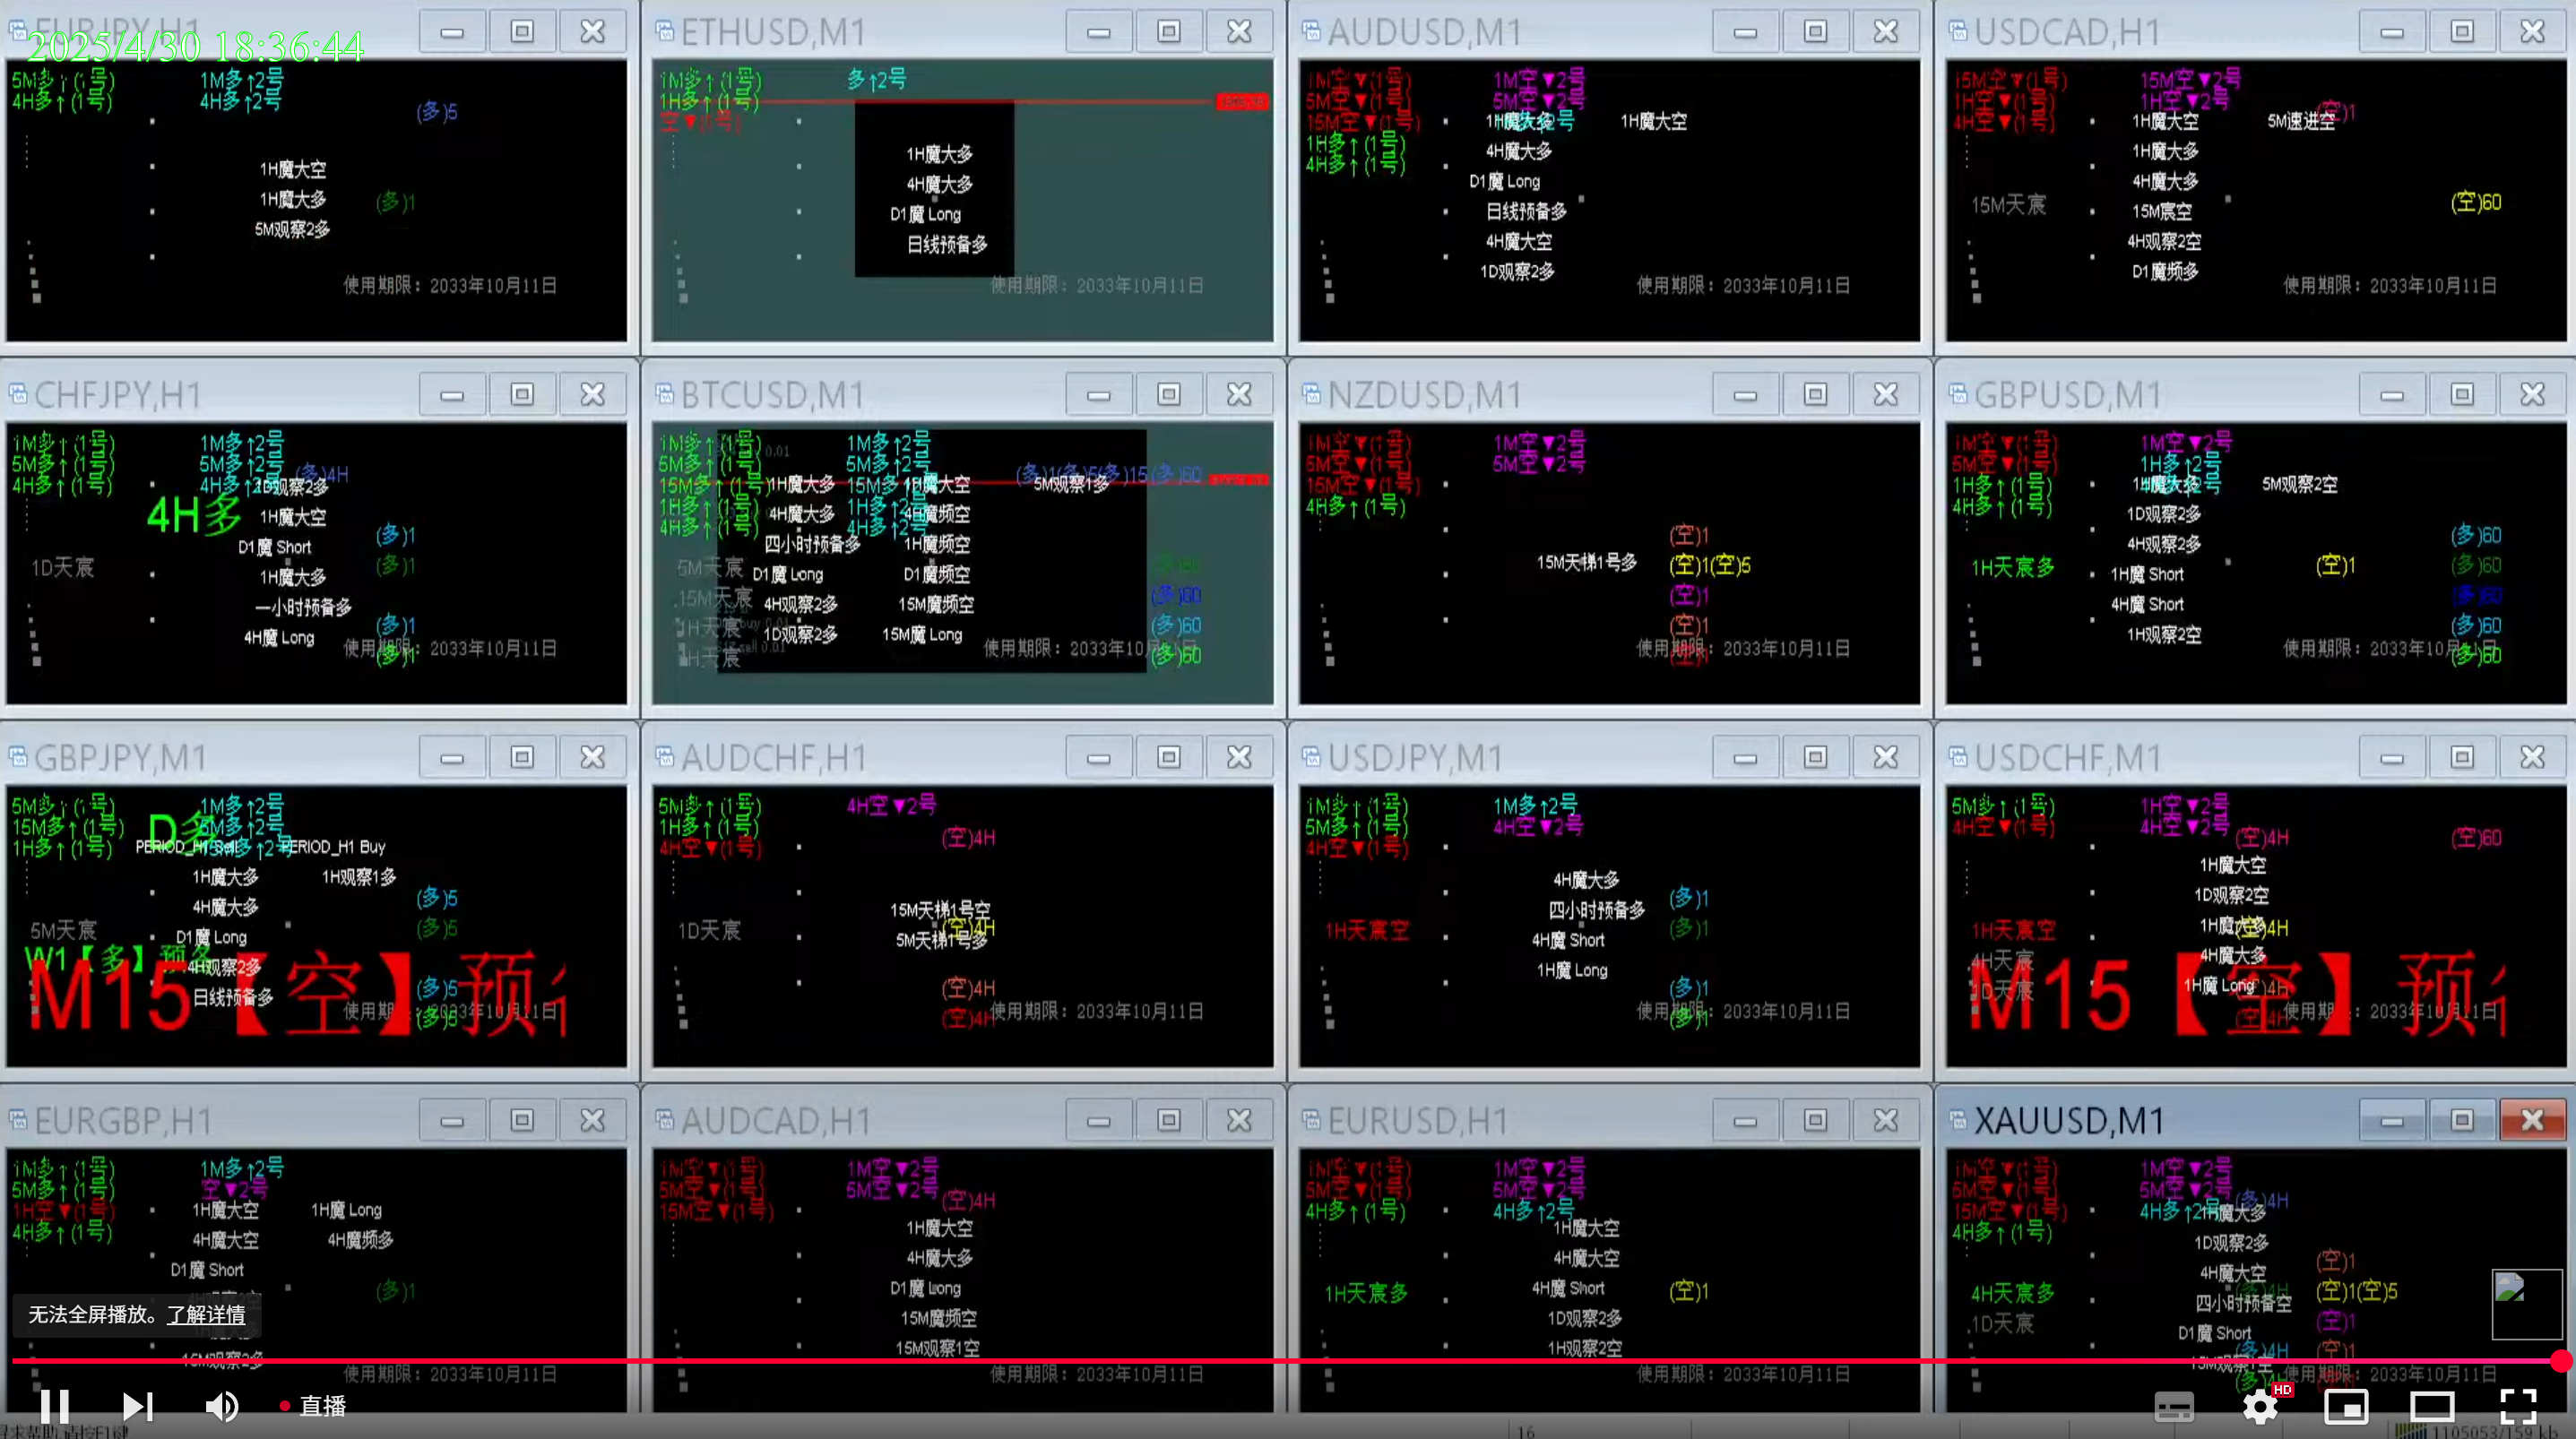 EURJPY,H1
2025/4/30 18:36:44
5M多↑(1号)
1M多↑2号
4H多↑(1号)
4H多↑2号
(多)5
1H魔大空
1H魔大多
(多)1
5M观察2多
使用期限：2033年10月11日
ETHUSD,M1
1M多↑(1号)
多↑2号
1H多↑(1号)
空▼(1号)
1H魔大多
4H魔大多
D1魔 Long
日线预备多
使用期限：2033年10月11日
AUDUSD,M1
1M空▼(1号)
1M空▼2号
5M空▼(1号)
5M空▼2号
15M空▼(1号)
1H魔大多
1H魔大空
1H多↑(1号)
4H多↑(1号)
4H魔大多
D1魔 Long
日线预备多
4H魔大空
1D观察2多
使用期限：2033年10月11日
USDCAD,H1
15M空▼(1号)
15M空▼2号
1H空▼(1号)
1H空▼2号
(空)1
4H空▼(1号)
1H魔大空
5M速进空
1H魔大多
4H魔大多
15M天宸
15M宸空
(空)60
4H观察2空
D1魔频多
使用期限：2033年10月11日
CHFJPY,H1
1M多↑(1号)
1M多↑2号
5M多↑(1号)
5M多↑2号
(多)4H
4H多↑(1号)
4H多↑2号
1D观察2多
4H多
1H魔大空
(多)1
D1魔 Short
1D天宸
(多)1
1H魔大多
一小时预备多
(多)1
4H魔 Long
使用期限：2033年10月11日
(多)1
BTCUSD,M1
1M多↑(1号)
1M多↑2号
5M多↑(1号)
5M多↑2号
(多)1(多)5(多)15(多)60
15M多↑(1号)
1H魔大多
15M多↑2号
1H魔大空
5M观察1多
1H多↑(1号)
4H魔大多
1H多↑2号
4H魔频空
4H多↑(1号)
4H多↑2号
四小时预备多
1H魔频空
5M天宸
D1魔 Long
D1魔频空
15M天宸
4H观察2多
15M魔频空
(多)60
1H天宸
1D观察2多
15M魔 Long
(多)60
使用期限：2033年10月11日
(多)60
NZDUSD,M1
1M空▼(1号)
1M空▼2号
5M空▼(1号)
5M空▼2号
15M空▼(1号)
4H多↑(1号)
(空)1
15M天梯1号多
(空)1(空)5
(空)1
(空)1
使用期限：2033年10月11日
GBPUSD,M1
1M空▼(1号)
1M空▼2号
5M空▼(1号)
1H多↑2号
1H多↑(1号)
1H魔大多
5M观察2空
4H多↑(1号)
1D观察2多
4H观察2多
(多)60
1H天宸多
1H魔 Short
(空)1
(多)60
4H魔 Short
(多)60
1H观察2空
(多)60
使用期限：2033年10月11日
(多)60
GBPJPY,M1
5M多↑(1号)
1M多↑2号
15M多↑(1号)
5M多↑2号
D多
1H多↑(1号)
15M多↑2号
PERIOD_H1 Buy
1H魔大多
1H观察1多
4H魔大多
(多)5
5M天宸
D1魔 Long
(多)5
W1【多】预备
4H观察2多
(多)5
日线预备多
M15【空】预
(多)5
AUDCHF,H1
5M多↑(1号)
4H空▼2号
1H多↑(1号)
(空)4H
4H空▼(1号)
15M天梯1号空
1D天宸
(空)4H
5M天梯1号多
(空)4H
(空)4H
使用期限：2033年10月11日
USDJPY,M1
1M多↑(1号)
1M多↑2号
5M多↑(1号)
4H空▼2号
4H空▼(1号)
4H魔大多
四小时预备多
(多)1
1H天宸空
4H魔 Short
(多)1
1H魔 Long
(多)1
使用期限：2033年10月11日
(多)1
USDCHF,M1
5M多↑(1号)
1H空▼2号
4H空▼(1号)
4H空▼2号
(空)4H
(空)60
1H魔大空
1D观察2空
1H天宸空
1H魔大多
(空)4H
4H天宸
4H魔大多
1D天宸
1H魔 Long
M15【空】预
(空)4H
使用期限：2033年10月11日
EURGBP,H1
1M多↑(1号)
1M多↑2号
5M多↑(1号)
空▼2号
1H空▼(1号)
1H魔大空
1H魔 Long
4H多↑(1号)
4H魔大空
4H魔频多
D1魔 Short
(多)1
4H观察2空
无法全屏播放。了解详情
15M观察2多
使用期限：2033年10月11日
AUDCAD,H1
1M空▼(1号)
1M空▼2号
5M空▼(1号)
5M空▼2号
(空)4H
15M空▼(1号)
1H魔大空
4H魔大多
D1魔 Long
15M魔频空
15M观察1空
使用期限：2033年10月11日
EURUSD,H1
1M空▼(1号)
1M空▼2号
5M空▼(1号)
5M空▼2号
4H多↑(1号)
4H多↑2号
1H魔大空
4H魔大空
1H天宸多
4H魔 Short
(空)1
1D观察2多
1H观察2空
使用期限：2033年10月11日
XAUUSD,M1
1M空▼(1号)
1M空▼2号
5M空▼(1号)
5M空▼2号
(多)4H
15M空▼(1号)
4H多↑2号
1H魔大多
4H多↑(1号)
1D观察2多
4H魔大空
(空)1
4H天宸多
四小时预备空
(空)1(空)5
1D天宸
D1魔 Short
(空)1
(多)4H
(空)1
15M观察1空
使用期限：2033年10月11日
直播
HD
16
1105053/159 kb